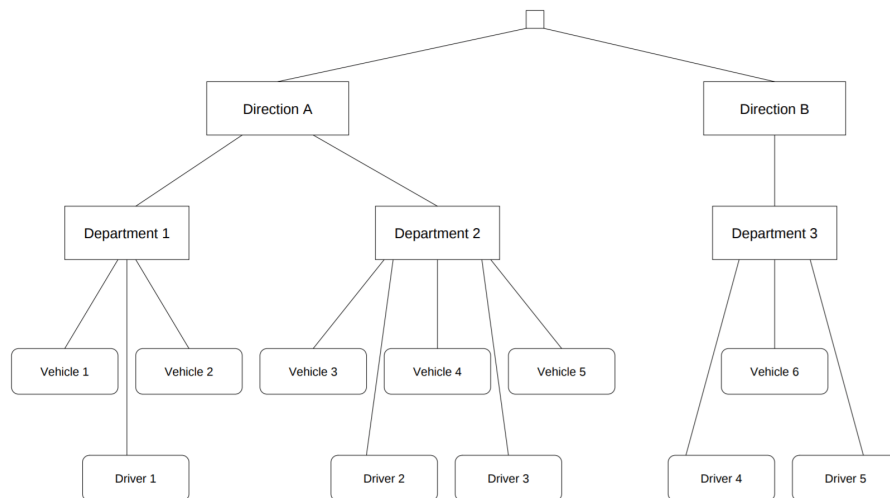 Direction A
Direction B
Department 1
Department 2
Department 3
Vehicle 1
Vehicle 2
Vehicle 3
Vehicle 4
Vehicle 5
Vehicle 6
Driver 1
Driver 2
Driver 3
Driver 4
Driver 5